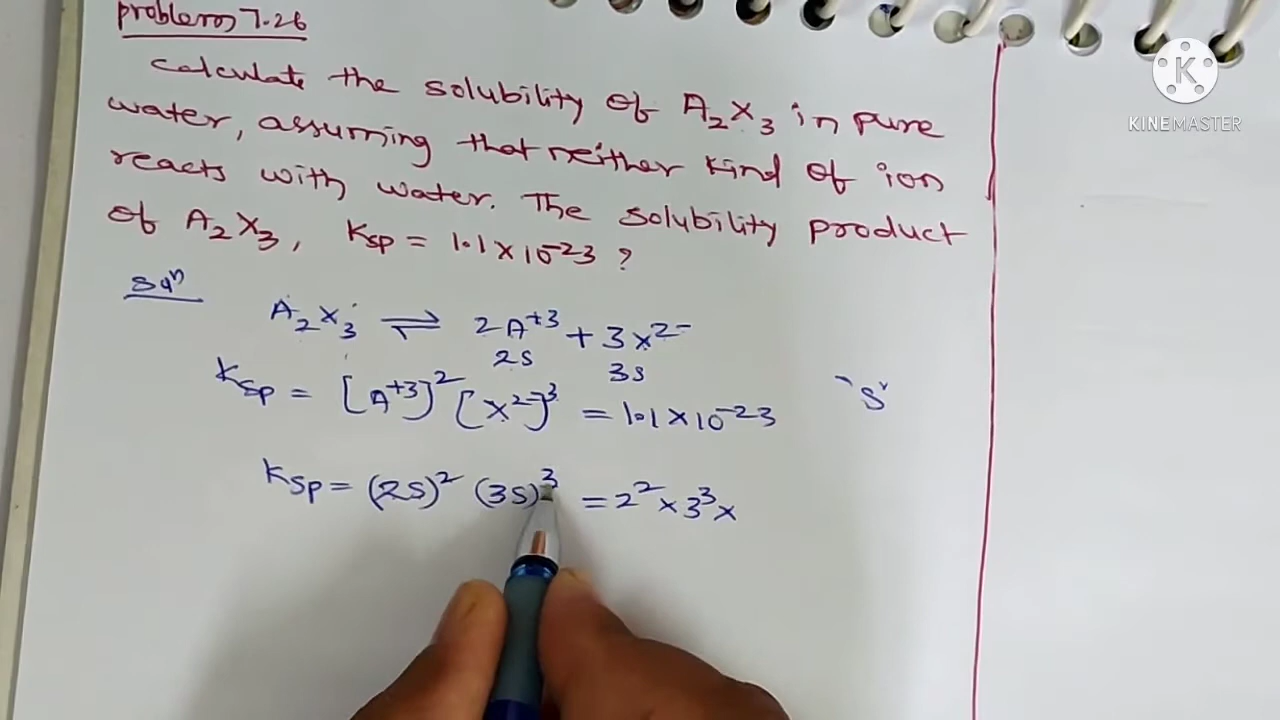 problem 7.26
K
KINEMASTER
Calculate the solubility of A₂X₃ in pure
water, assuming that neither kind of ion
reacts with water. The solubility product
of A₂X₃, Ksp = 1.1 × 10⁻²³ ?
Solⁿ
A₂X₃ ⇌ 2A⁺³ + 3X²⁻
2S 3S
Ksp = [A⁺³]² [X²⁻]³ = 1.1 × 10⁻²³ "S"
Ksp = (2S)² (3S)³ = 2² × 3³ ×